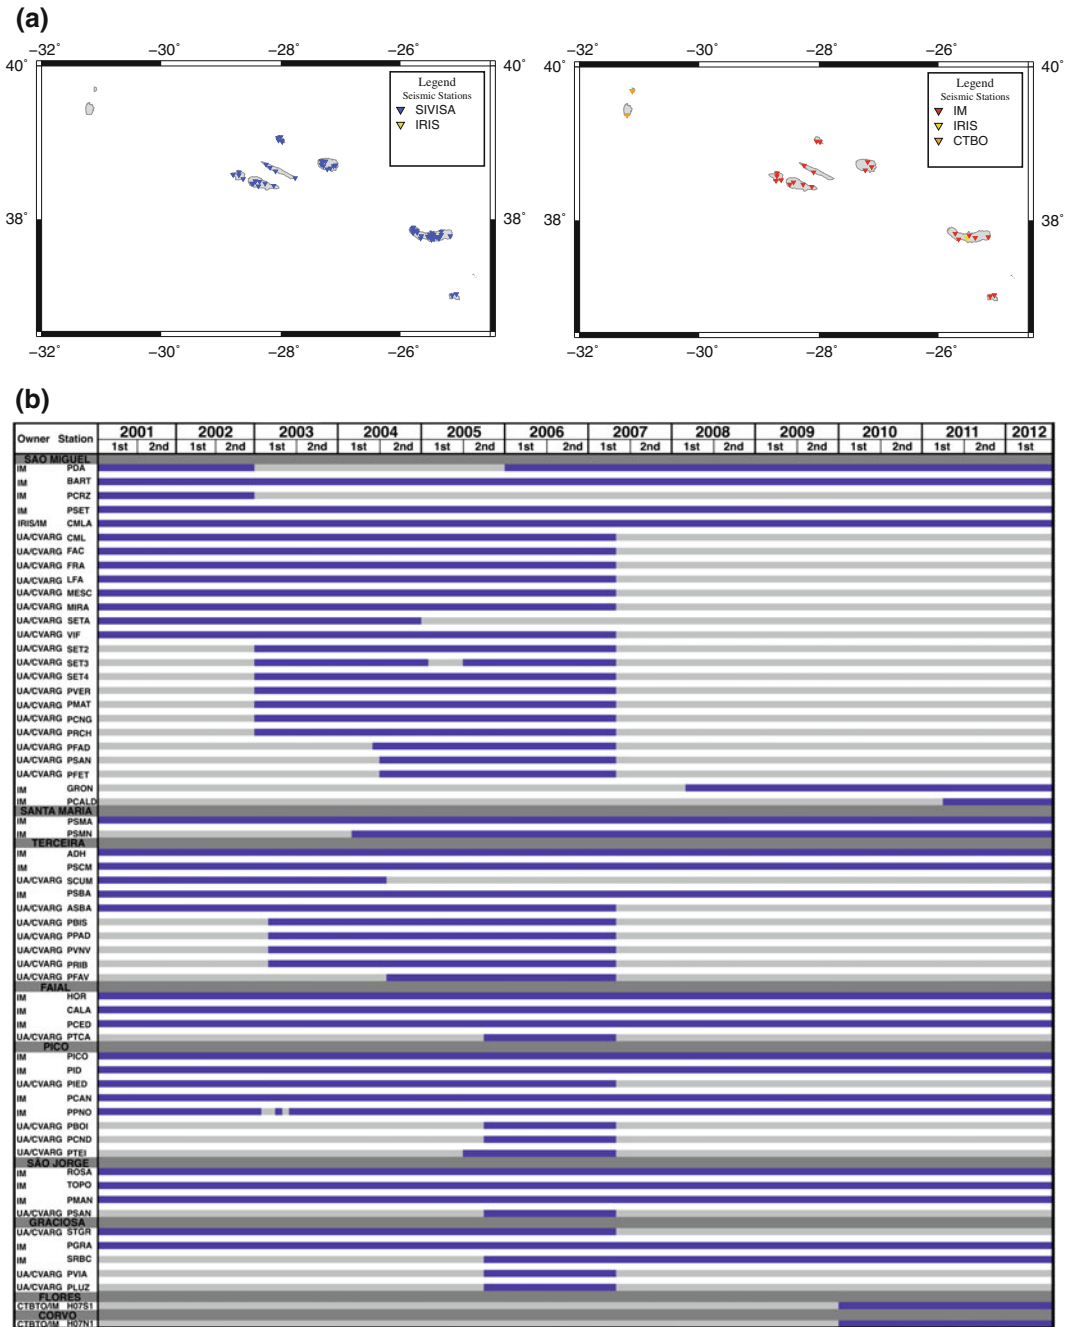 (a)
−32° −30° −28° −26°
40° 40°
38° 38°
−32° −30° −28° −26°
Legend
Seismic Stations
SIVISA
IRIS
−32° −30° −28° −26°
40°
38°
−32° −30° −28° −26°
Legend
Seismic Stations
IM
IRIS
CTBO
(b)
Owner Station 2001 2002 2003 2004 2005 2006 2007 2008 2009 2010 2011 2012
1st 2nd 1st 2nd 1st 2nd 1st 2nd 1st 2nd 1st 2nd 1st 2nd 1st 2nd 1st 2nd 1st 2nd 1st 2nd 1st
SAO MIGUEL
IM PDA
IM BART
IM PCRZ
IM PSET
IRIS/IM CMLA
UA/CVARG CML
UA/CVARG FAC
UA/CVARG FRA
UA/CVARG LFA
UA/CVARG MESC
UA/CVARG MIRA
UA/CVARG SETA
UA/CVARG VIF
UA/CVARG SET2
UA/CVARG SET3
UA/CVARG SET4
UA/CVARG PVER
UA/CVARG PMAT
UA/CVARG PCNG
UA/CVARG PRCH
UA/CVARG PFAD
UA/CVARG PSAN
UA/CVARG PFET
IM GRON
IM PCALD
SANTA MARIA
IM PSMA
IM PSMN
TERCEIRA
IM ADH
IM PSCM
UA/CVARG SCUM
IM PSBA
UA/CVARG ASBA
UA/CVARG PBIS
UA/CVARG PPAD
UA/CVARG PVNV
UA/CVARG PRIB
UA/CVARG PFAV
FAIAL
IM HOR
IM CALA
IM PCED
UA/CVARG PTCA
PICO
IM PICO
IM PID
UA/CVARG PIED
IM PCAN
IM PPNO
UA/CVARG PBOI
UA/CVARG PCND
UA/CVARG PTEI
SÃO JORGE
IM ROSA
IM TOPO
IM PMAN
UA/CVARG PSAN
GRACIOSA
UA/CVARG STGR
IM PGRA
IM SRBC
UA/CVARG PVIA
UA/CVARG PLUZ
FLORES
CTBTO/IM H07S1
CORVO
CTBTO/IM H07N1